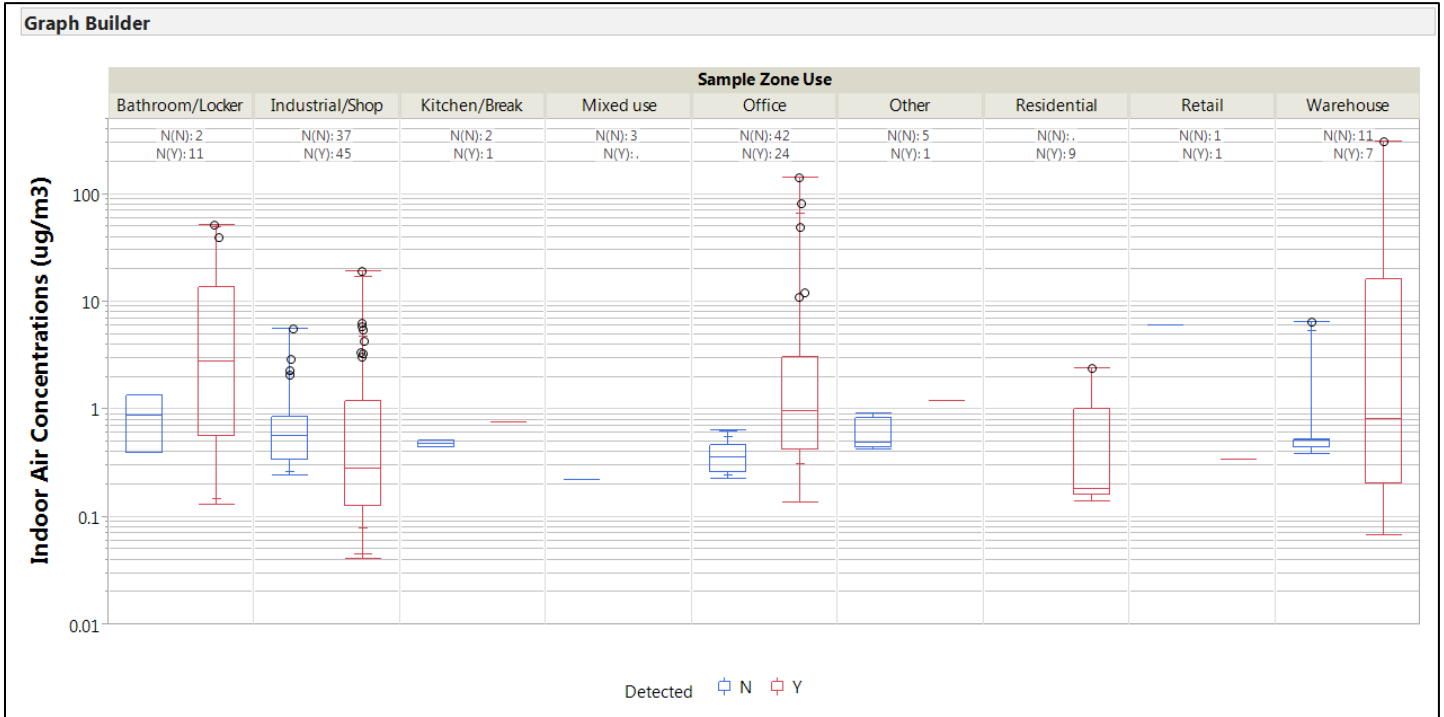 Graph Builder
Sample Zone Use
Bathroom/Locker Industrial/Shop Kitchen/Break Mixed use Office Other Residential Retail Warehouse
N(N): 2 N(N): 37 N(N): 2 N(N): 3 N(N): 42 N(N): 5 N(N): . N(N): 1 N(N): 11
N(Y): 11 N(Y): 45 N(Y): 1 N(Y): . N(Y): 24 N(Y): 1 N(Y): 9 N(Y): 1 N(Y): 7
Indoor Air Concentrations (ug/m3)
100
10
1
0.1
0.01
Detected N Y